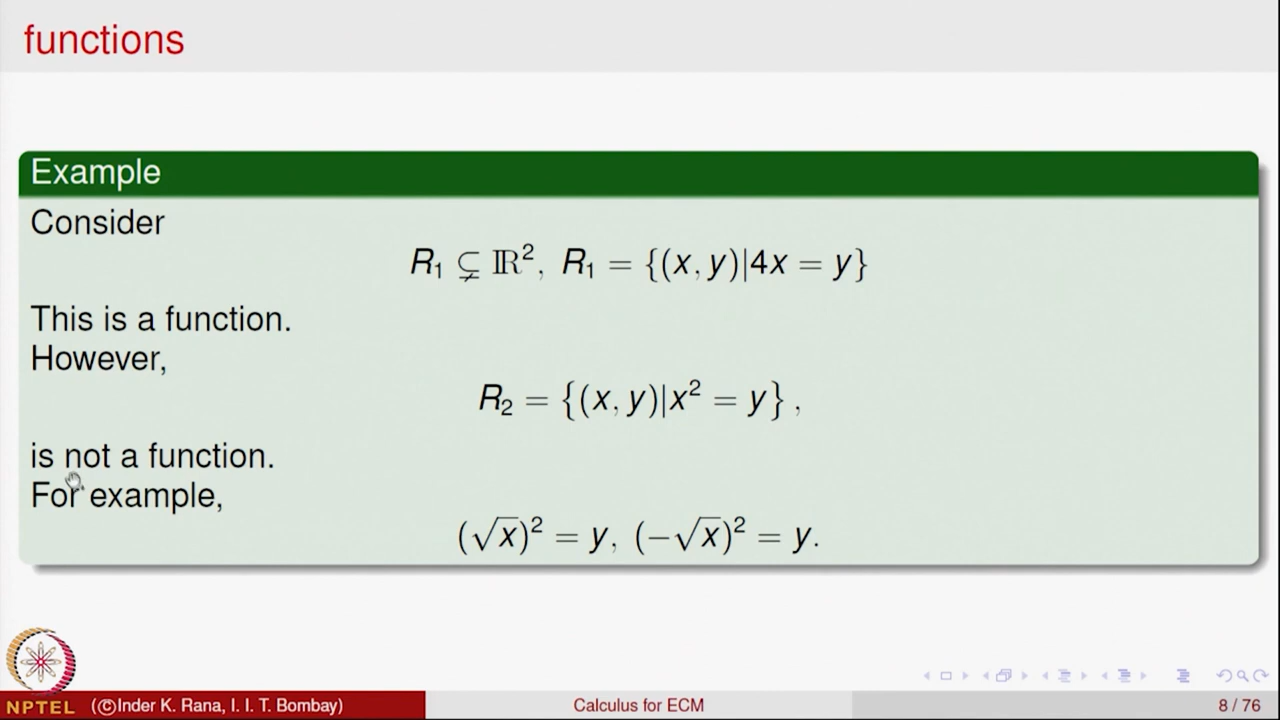 functions
Example
Consider
R₁ ⊊ ℝ², R₁ = {(x, y)|4x = y}
This is a function.
However,
R₂ = {(x, y)|x² = y} ,
is not a function.
For example,
(√x)² = y, (−√x)² = y.
NPTEL
(©Inder K. Rana, I. I. T. Bombay)
Calculus for ECM
8 / 76